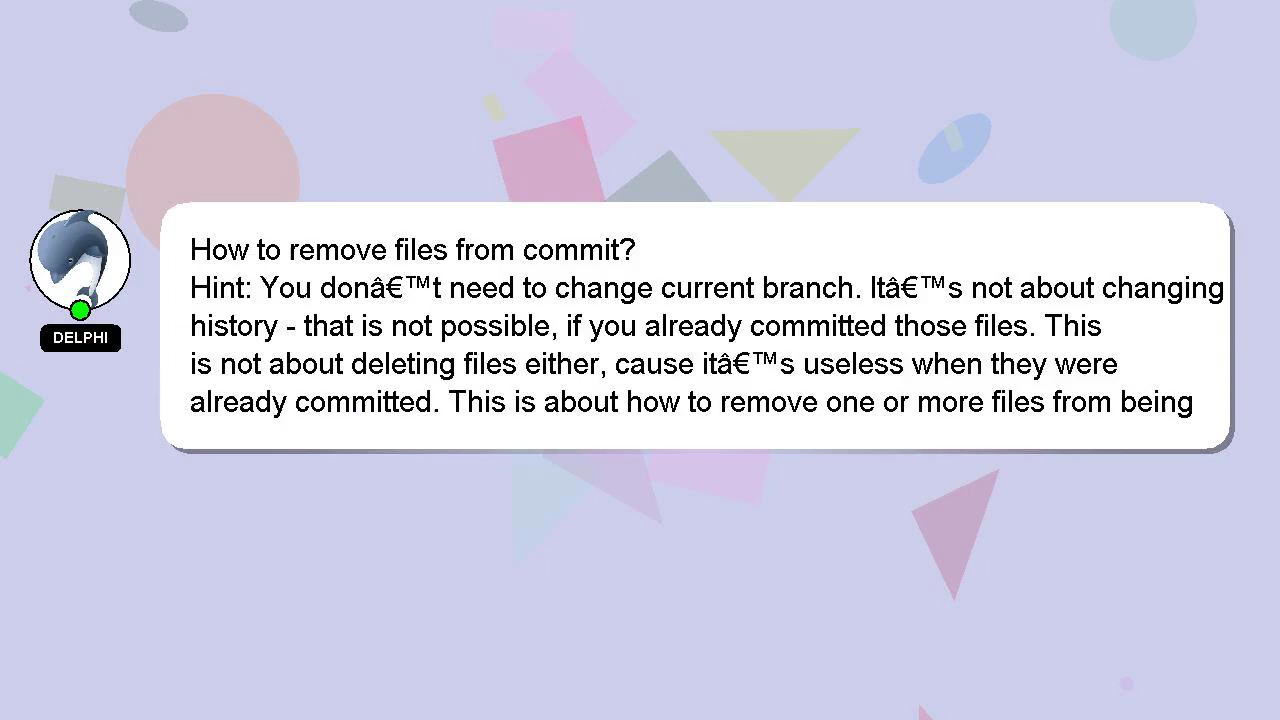 How to remove files from commit?
Hint: You donâ€™t need to change current branch. Itâ€™s not about changing
history - that is not possible, if you already committed those files. This
is not about deleting files either, cause itâ€™s useless when they were
already committed. This is about how to remove one or more files from being
DELPHI